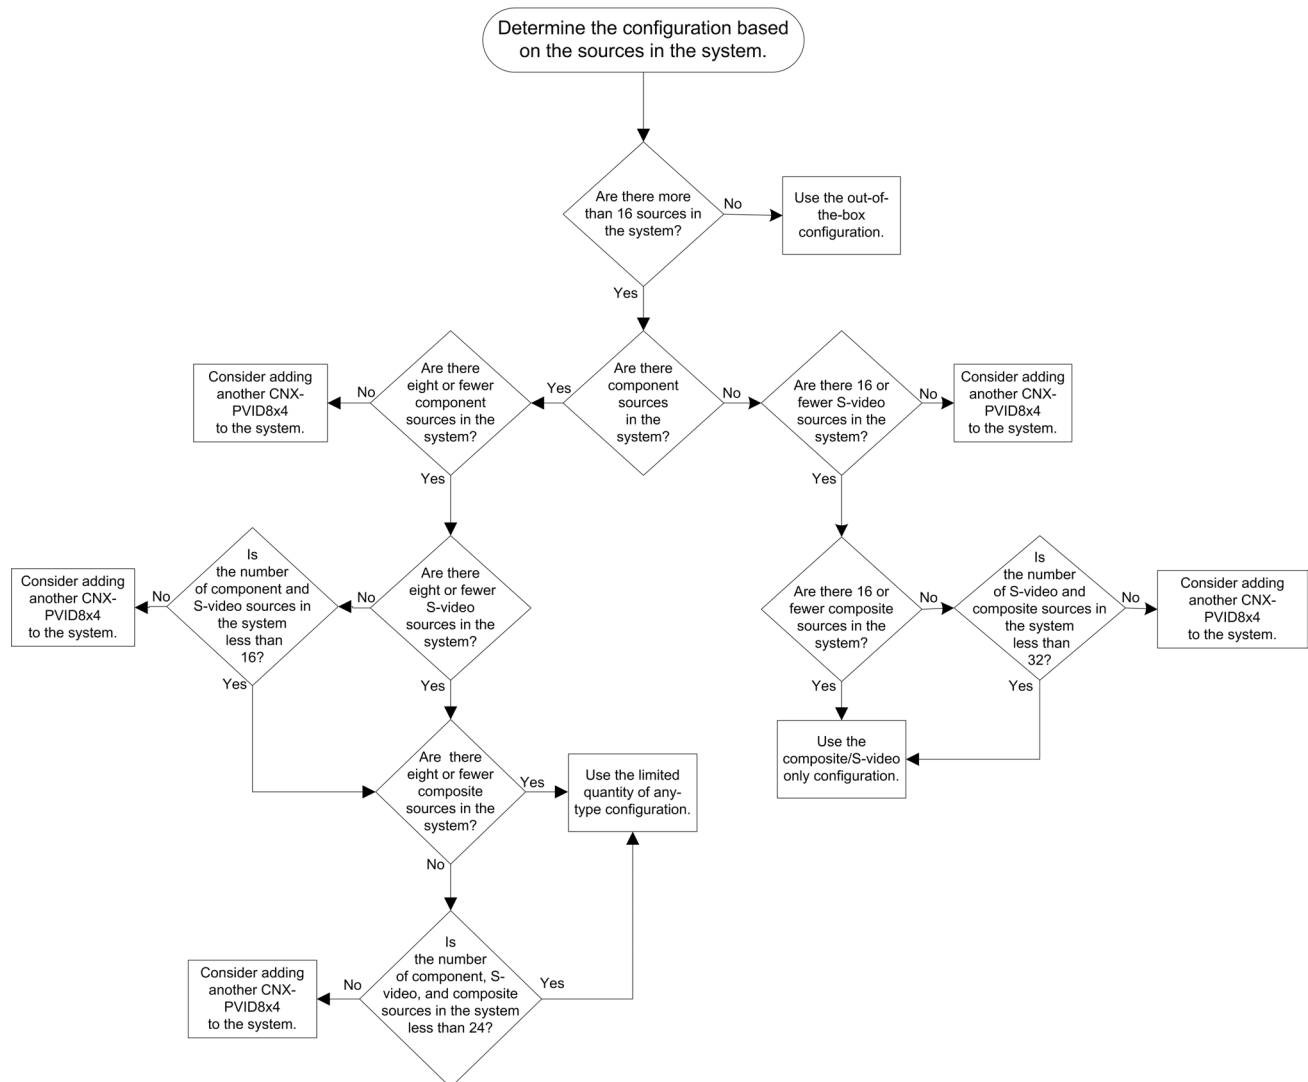 Determine the configuration based
on the sources in the system.
Are there more
than 16 sources in
the system?
No
Use the out-of-
the-box
configuration.
Yes
Consider adding
another CNX-
PVID8x4
to the system.
No
Are there
eight or fewer
component
sources in the
system?
Yes
Are there
component
sources
in the
system?
No
Are there 16 or
fewer S-video
sources in the
system?
No
Consider adding
another CNX-
PVID8x4
to the system.
Yes
Yes
Consider adding
another CNX-
PVID8x4
to the system.
No
Is
the number
of component and
S-video sources in
the system
less than
16?
No
Are there
eight or fewer
S-video
sources in the
system?
Are there 16 or
fewer composite
sources in the
system?
No
Is
the number
of S-video and
composite sources in
the system
less than
32?
No
Consider adding
another CNX-
PVID8x4
to the system.
Yes
Yes
Yes
Yes
Use the
composite/S-video
only configuration.
Are there
eight or fewer
composite
sources in the
system?
Yes
Use the limited
quantity of any-
type configuration.
No
Consider adding
another CNX-
PVID8x4
to the system.
No
Is
the number
of component, S-
video, and composite
sources in the system
less than 24?
Yes